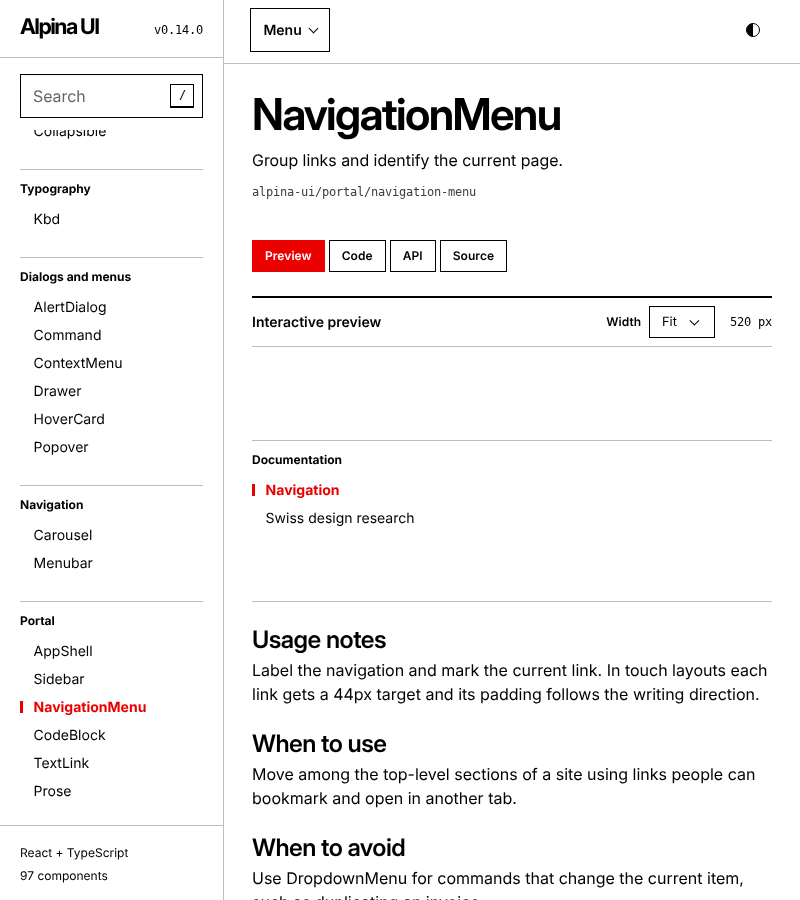 Alpina UI
v0.14.0
Search
/
Collapsible
Typography
Kbd
Dialogs and menus
AlertDialog
Command
ContextMenu
Drawer
HoverCard
Popover
Navigation
Carousel
Menubar
Portal
AppShell
Sidebar
NavigationMenu
CodeBlock
TextLink
Prose
React + TypeScript
97 components
Menu
NavigationMenu
Group links and identify the current page.
alpina-ui/portal/navigation-menu
Preview
Code
API
Source
Interactive preview
Width
Fit
520 px
Documentation
Navigation
Swiss design research
Usage notes
Label the navigation and mark the current link. In touch layouts each
link gets a 44px target and its padding follows the writing direction.
When to use
Move among the top-level sections of a site using links people can
bookmark and open in another tab.
When to avoid
Use DropdownMenu for commands that change the current item,
such as duplicating an invoice.